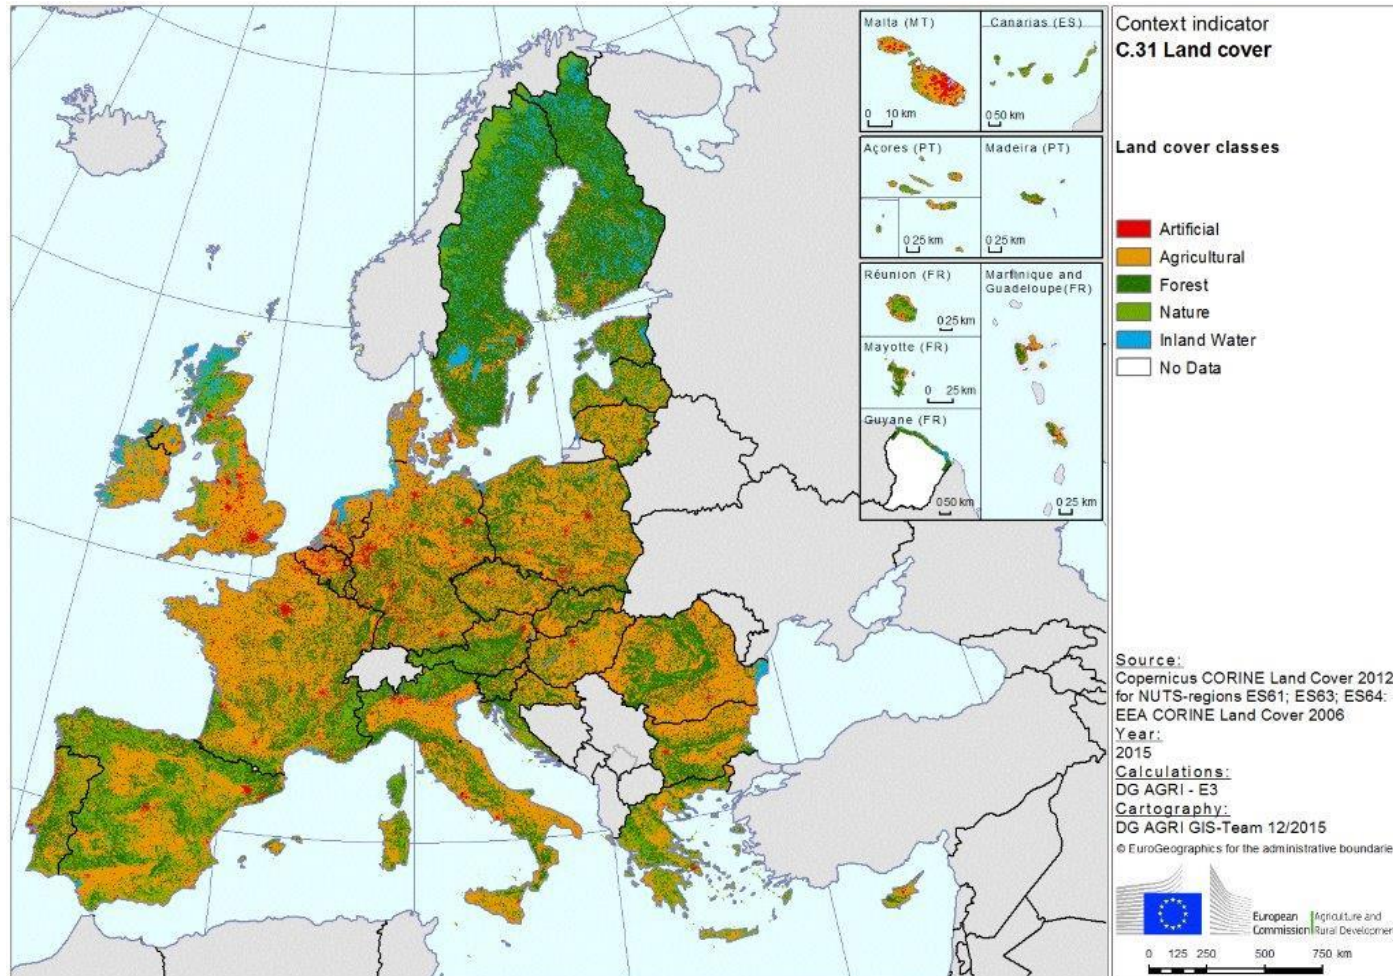 Context indicator
C.31 Land cover
Land cover classes
Artificial
Agricultural
Forest
Nature
Inland Water
No Data
Malta (MT)
0 10 km
Canarias (ES)
0 50 km
Açores (PT)
0 25 km
Madeira (PT)
0 25 km
Réunion (FR)
0 25 km
Martinique and
Guadeloupe(FR)
0 25 km
Mayotte (FR)
0 25 km
Guyane (FR)
0 50 km
Source:
Copernicus CORINE Land Cover 2012
for NUTS-regions ES61; ES63; ES64:
EEA CORINE Land Cover 2006
Year:
2015
Calculations:
DG AGRI - E3
Cartography:
DG AGRI GIS-Team 12/2015
© EuroGeographics for the administrative boundarie
European
Commission
Agriculture and
Rural Developmen
0 125 250 500 750 km